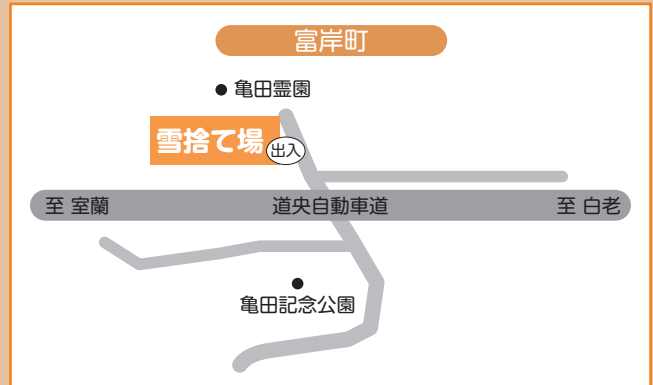 富岸町
亀田霊園
雪捨て場
出入
至 室蘭
道央自動車道
至 白老
亀田記念公園